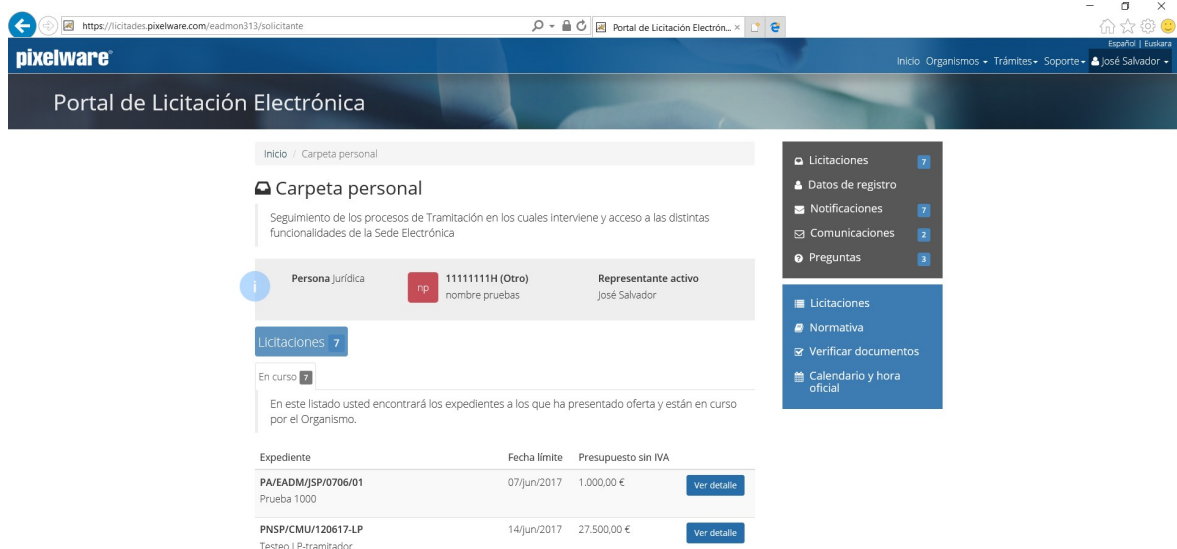 https://licitades.pixelware.com/eadmon313/solicitante
Portal de Licitación Electrón...
Español | Euskara
pixelware
Inicio Organismos Trámites Soporte José Salvador
Portal de Licitación Electrónica
Inicio / Carpeta personal
Carpeta personal
Seguimiento de los procesos de Tramitación en los cuales interviene y acceso a las distintas
funcionalidades de la Sede Electrónica
i
Persona Jurídica
np
11111111H (Otro)
nombre pruebas
Representante activo
José Salvador
Licitaciones 7
En curso 7
En este listado usted encontrará los expedientes a los que ha presentado oferta y están en curso
por el Organismo.
Expediente Fecha límite Presupuesto sin IVA
PA/EADM/JSP/0706/01 07/jun/2017 1.000,00 € Ver detalle
Prueba 1000
PNSP/CMU/120617-LP 14/jun/2017 27.500,00 € Ver detalle
Testeo LP-tramitador
Licitaciones 7
Datos de registro
Notificaciones 7
Comunicaciones 2
Preguntas 3
Licitaciones
Normativa
Verificar documentos
Calendario y hora
oficial